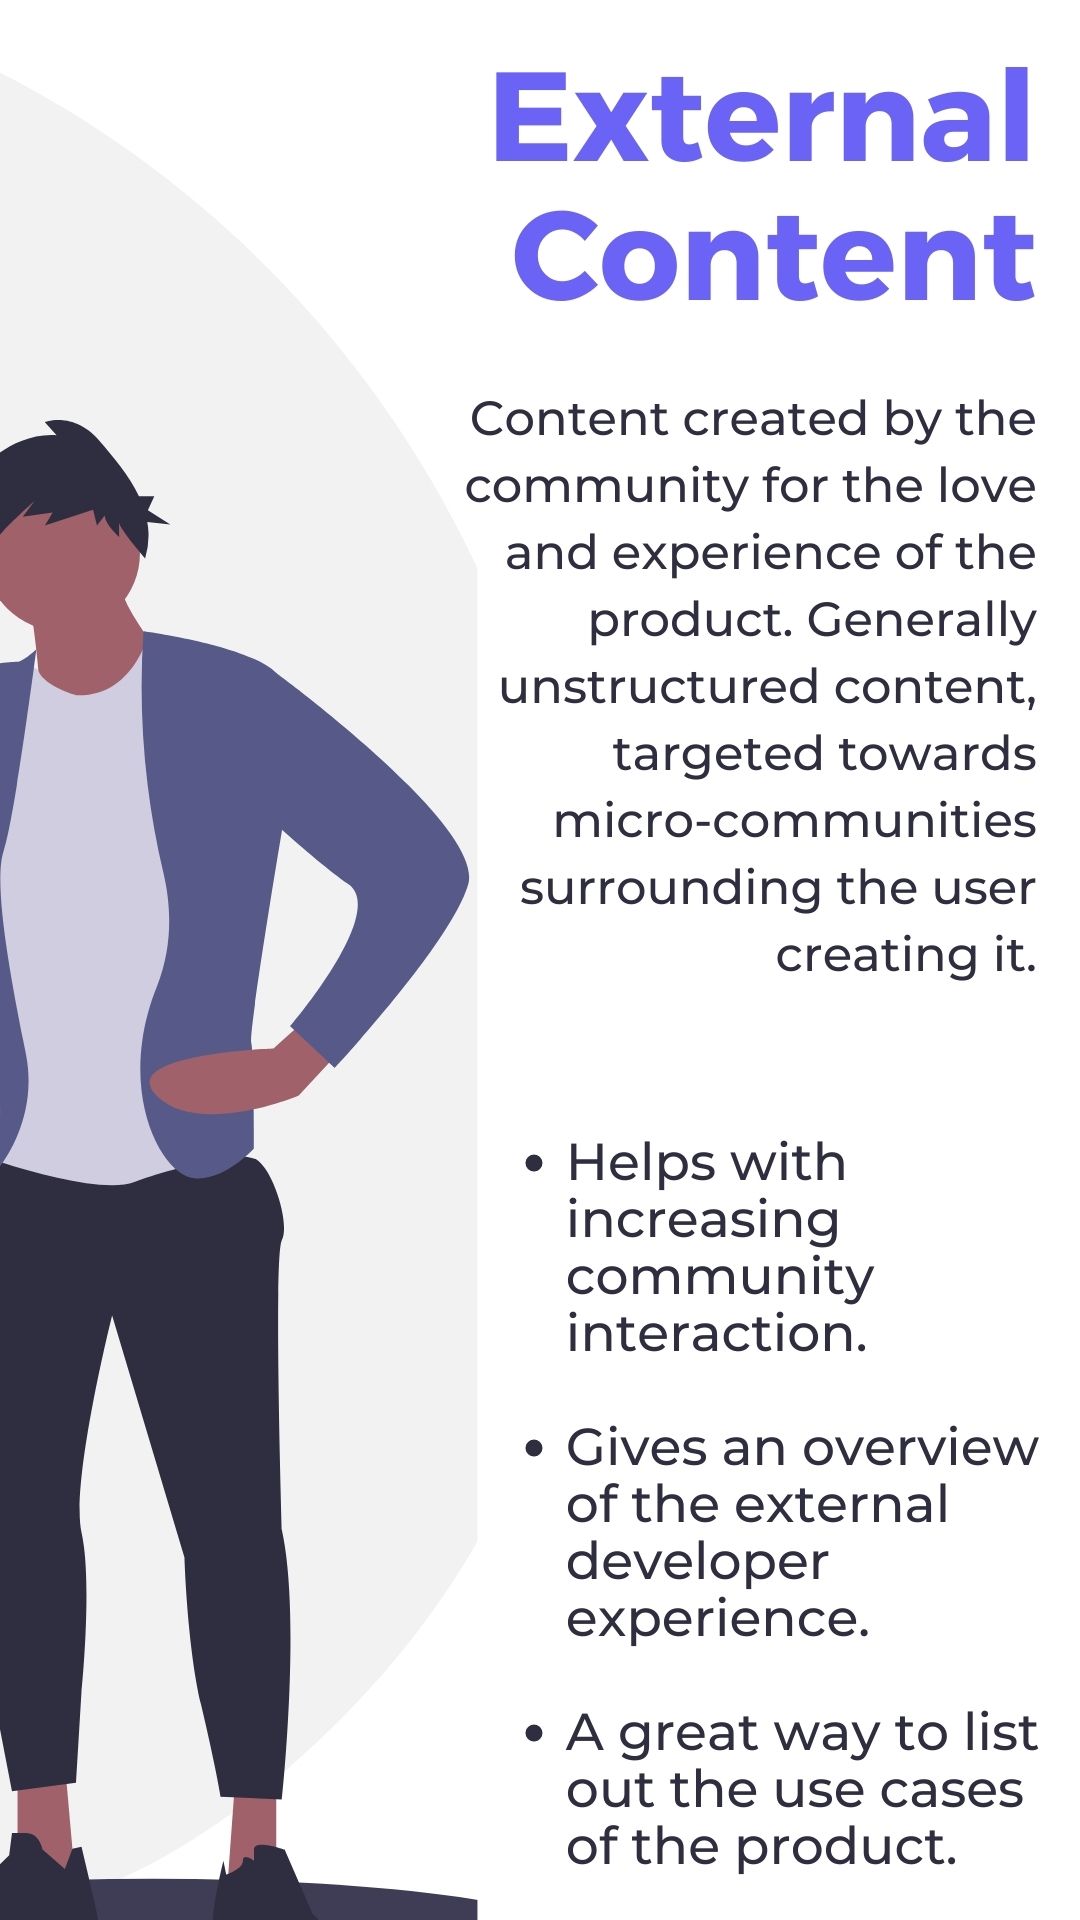 External
Content
Content created by the
community for the love
and experience of the
product. Generally
unstructured content,
targeted towards
micro-communities
surrounding the user
creating it.
• Helps with
increasing
community
interaction.
• Gives an overview
of the external
developer
experience.
• A great way to list
out the use cases
of the product.